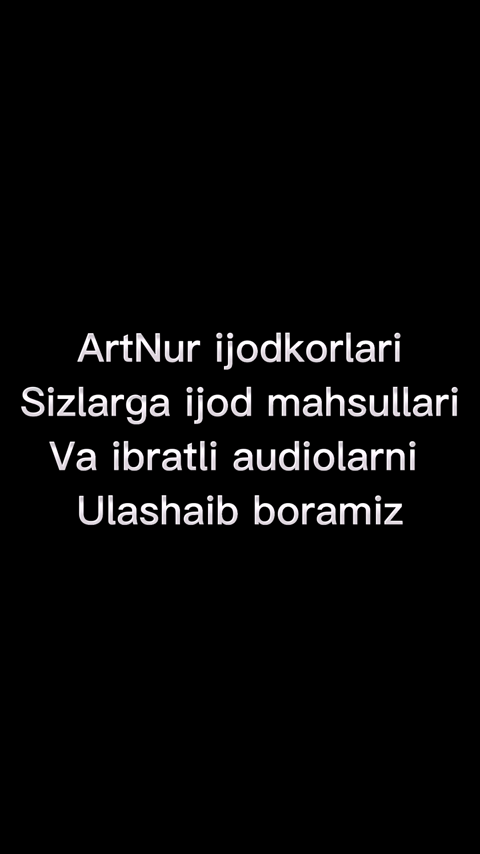 ArtNur ijodkorlari
Sizlarga ijod mahsullari
Va ibratli audiolarni
Ulashaib boramiz